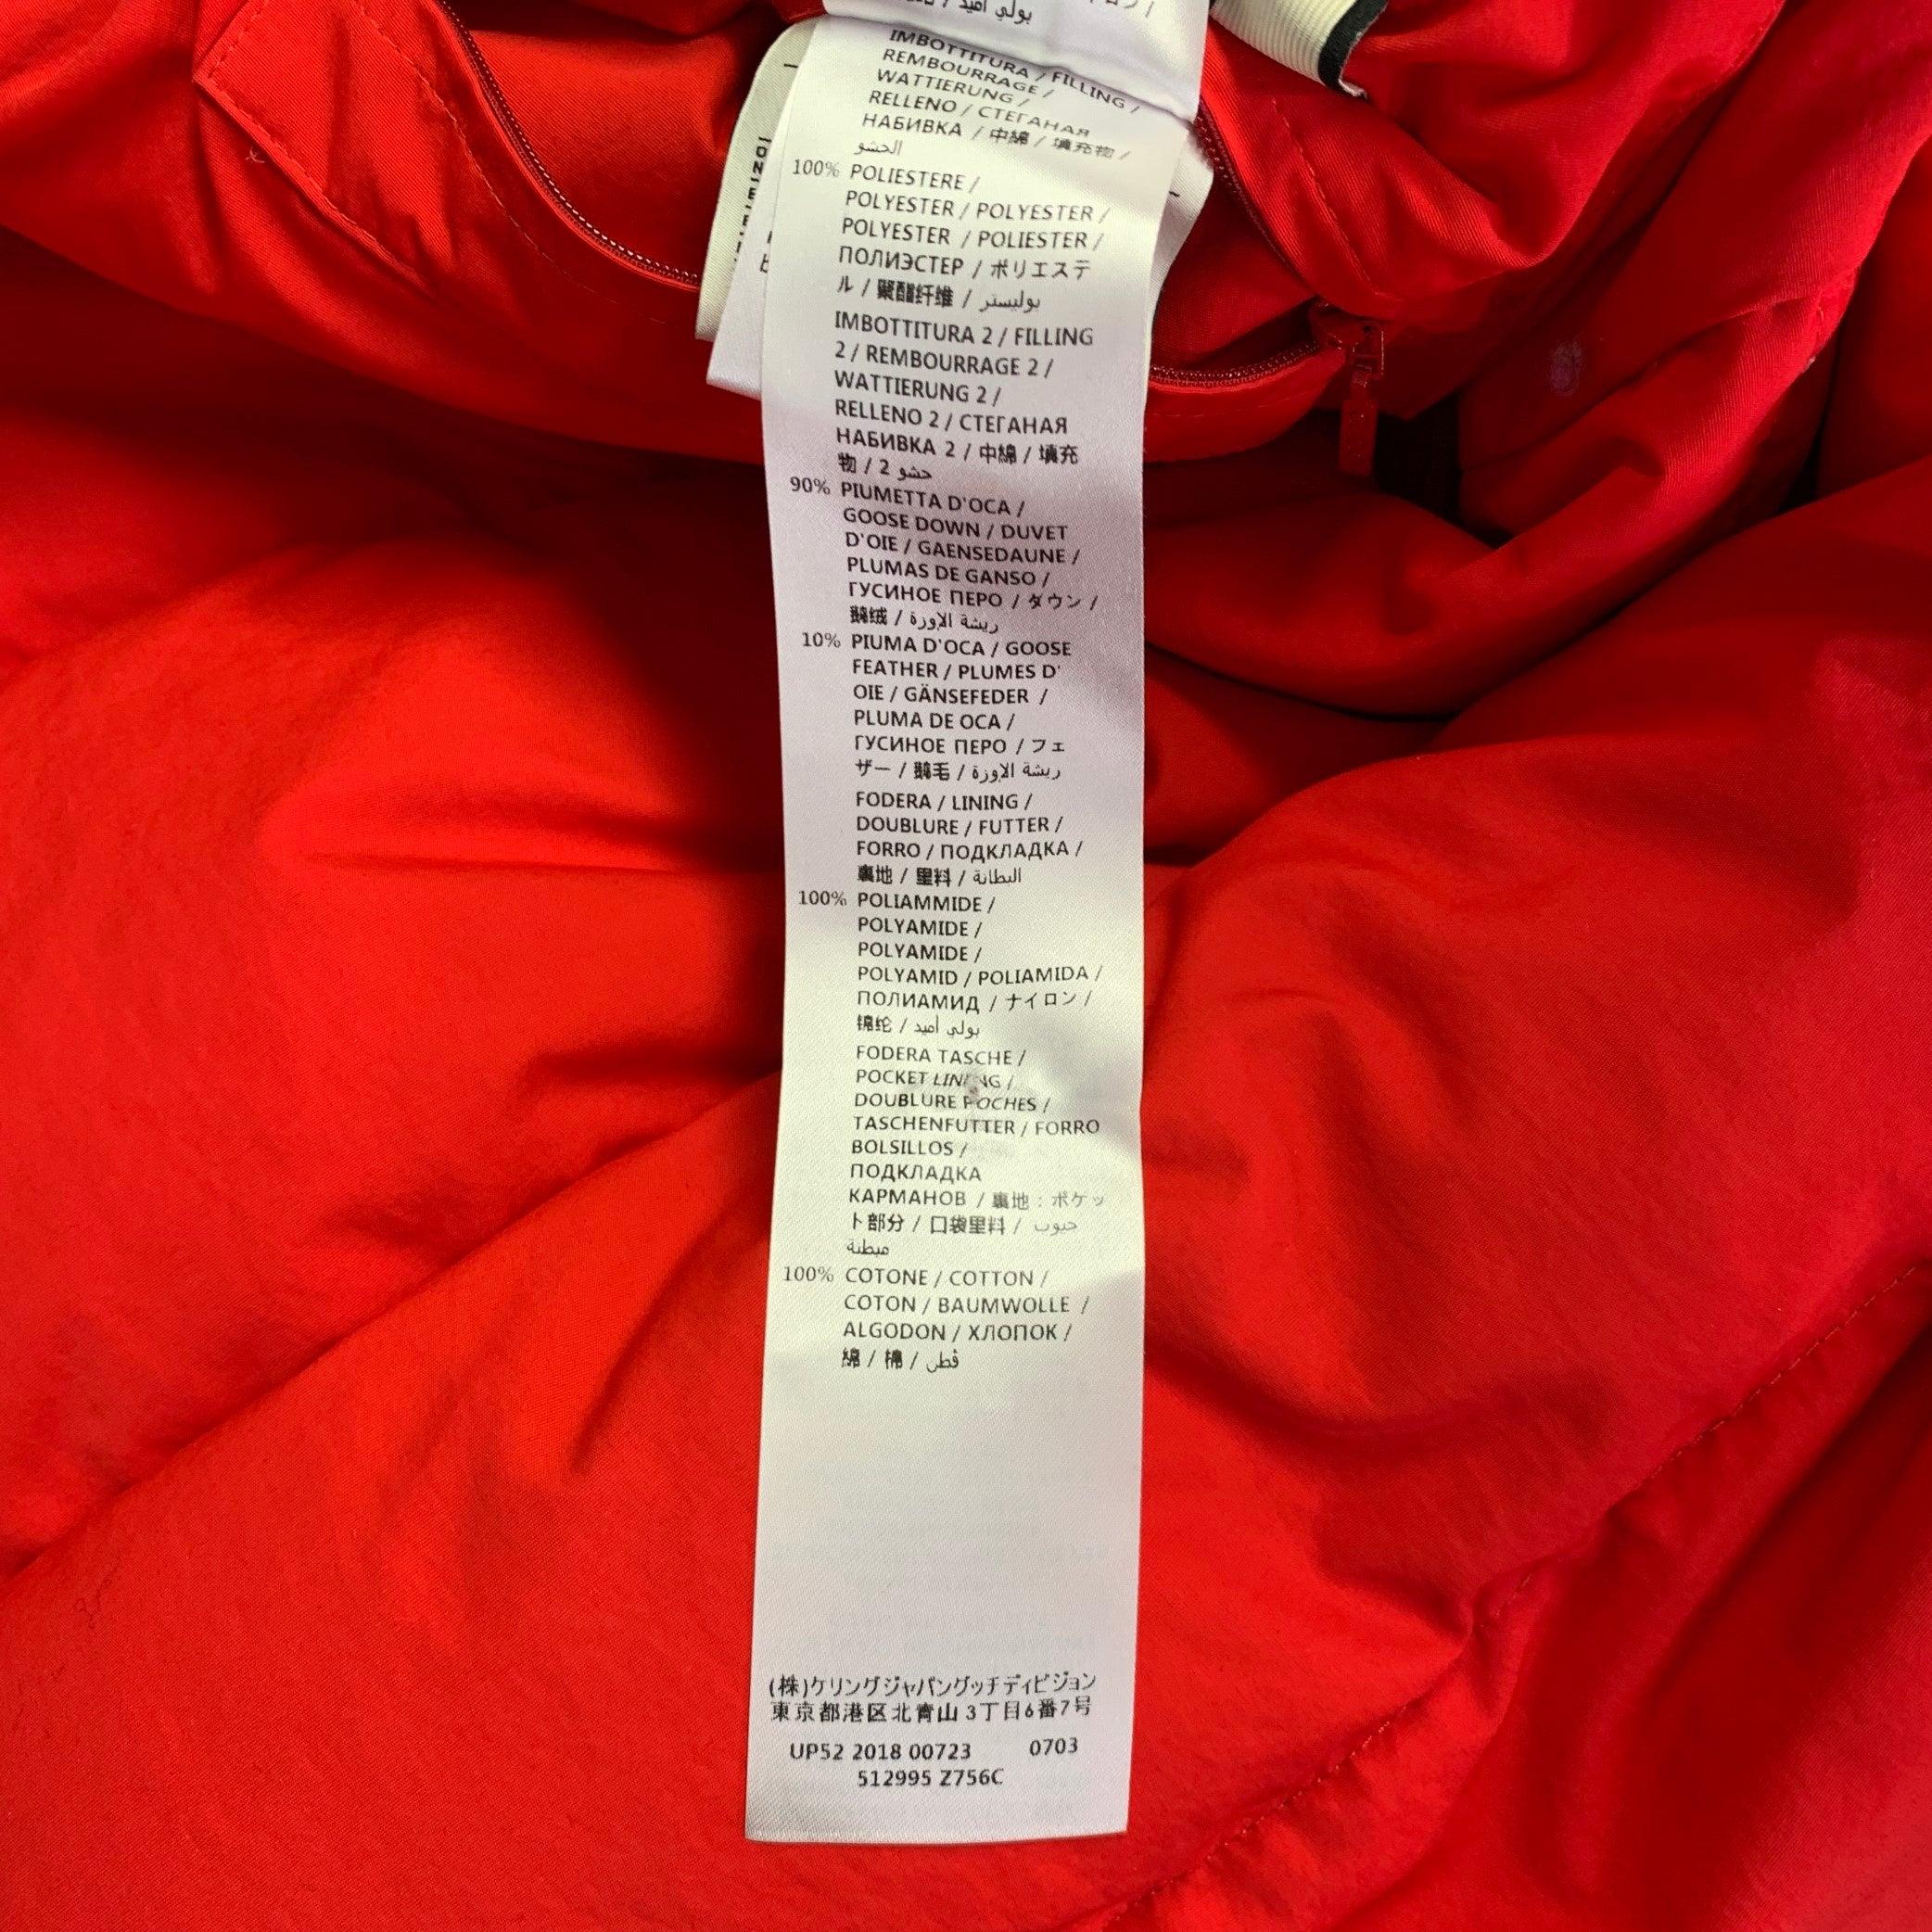 بولي أميد /
IMBOTTITURA / FILLING /
REMBOURRAGE /
WATTIERUNG /
RELLENO / СТЕГАНАЯ
НАБИВКА / 中綿 / 填充物 /
الحشو
100% POLIESTERE /
POLYESTER / POLYESTER /
POLYESTER / POLIESTER /
ПОЛИЭСТЕР / ポリエステ
ル / 聚酯纤维 / بوليستر
IMBOTTITURA 2 / FILLING
2 / REMBOURRAGE 2 /
WATTIERUNG 2 /
RELLENO 2 / СТЕГАНАЯ
НАБИВКА 2 / 中綿 / 填充
物 / حشو 2
90% PIUMETTA D'OCA /
GOOSE DOWN / DUVET
D'OIE / GAENSEDAUNE /
PLUMAS DE GANSO /
ГУСИНОЕ ПЕРО / ダウン /
鹅绒 / ريشة الإوزة
10% PIUMA D'OCA / GOOSE
FEATHER / PLUMES D'
OIE / GÄNSEFEDER /
PLUMA DE OCA /
ГУСИНОЕ ПЕРО / フェ
ザー / 鹅毛 / ريشة الإوزة
FODERA / LINING /
DOUBLURE / FUTTER /
FORRO / ПОДКЛАДКА /
裏地 / 里料 / البطانة
100% POLIAMMIDE /
POLYAMIDE /
POLYAMIDE /
POLYAMID / POLIAMIDA /
ПОЛИАМИД / ナイロン /
锦纶 / بولي أميد
FODERA TASCHE /
POCKET LINING /
DOUBLURE POCHES /
TASCHENFUTTER / FORRO
BOLSILLOS /
ПОДКЛАДКА
КАРМАНОВ / 裏地：ポケッ
ト部分 / 口袋里料 / جيوب
مبطنة
100% COTONE / COTTON /
COTON / BAUMWOLLE /
ALGODON / ХЛОПОК /
綿 / 棉 / قطن
(株)ケリングジャパングッチディビジョン
東京都港区北青山3丁目6番7号
UP52 2018 00723 0703
512995 Z756C